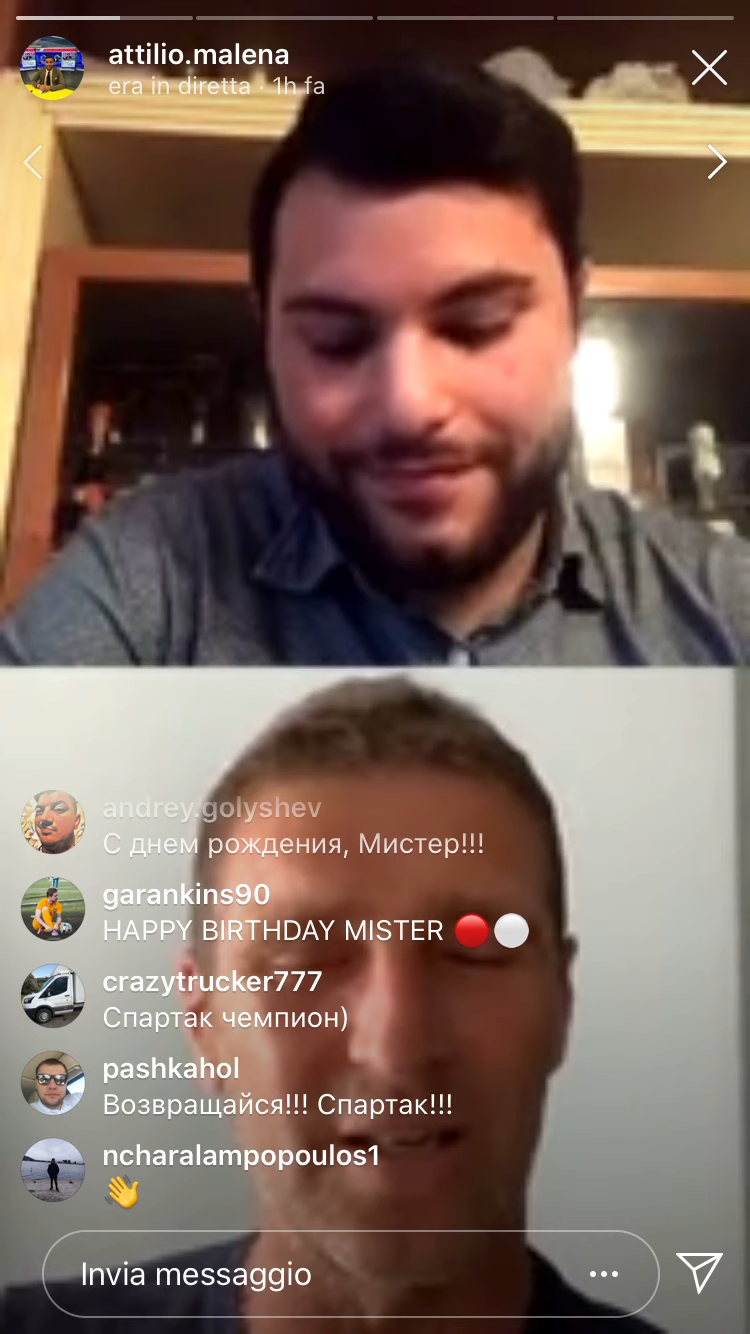 attilio.malena
era in diretta · 1h fa
andrey.golyshev
С днем рождения, Мистер!!!
garankins90
HAPPY BIRTHDAY MISTER 🔴⚪
crazytrucker777
Спартак чемпион)
pashkahol
Возвращайся!!! Спартак!!!
ncharalampopoulos1
👋
Invia messaggio